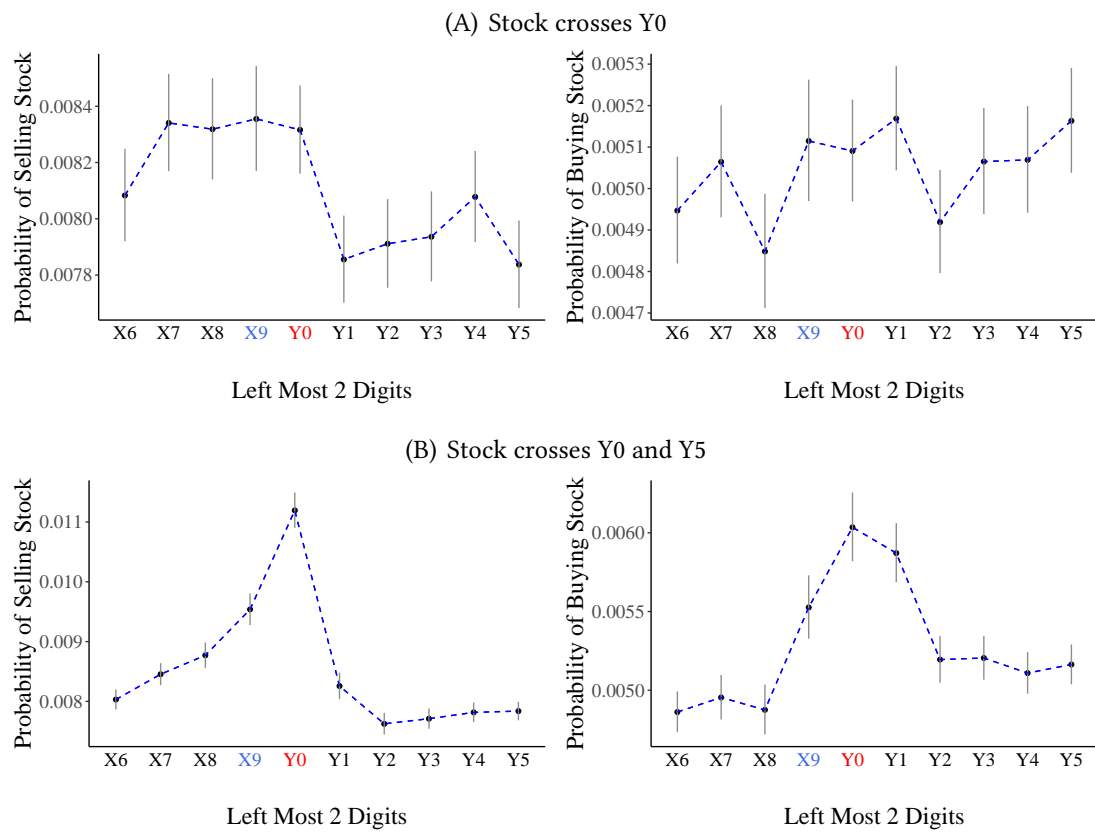 (A) Stock crosses Y0
Probability of Selling Stock
0.0084
0.0082
0.0080
0.0078
X6 X7 X8 X9 Y0 Y1 Y2 Y3 Y4 Y5
Left Most 2 Digits
Probability of Buying Stock
0.0053
0.0052
0.0051
0.0050
0.0049
0.0048
0.0047
X6 X7 X8 X9 Y0 Y1 Y2 Y3 Y4 Y5
Left Most 2 Digits
(B) Stock crosses Y0 and Y5
Probability of Selling Stock
0.011
0.010
0.009
0.008
X6 X7 X8 X9 Y0 Y1 Y2 Y3 Y4 Y5
Left Most 2 Digits
Probability of Buying Stock
0.0060
0.0055
0.0050
X6 X7 X8 X9 Y0 Y1 Y2 Y3 Y4 Y5
Left Most 2 Digits